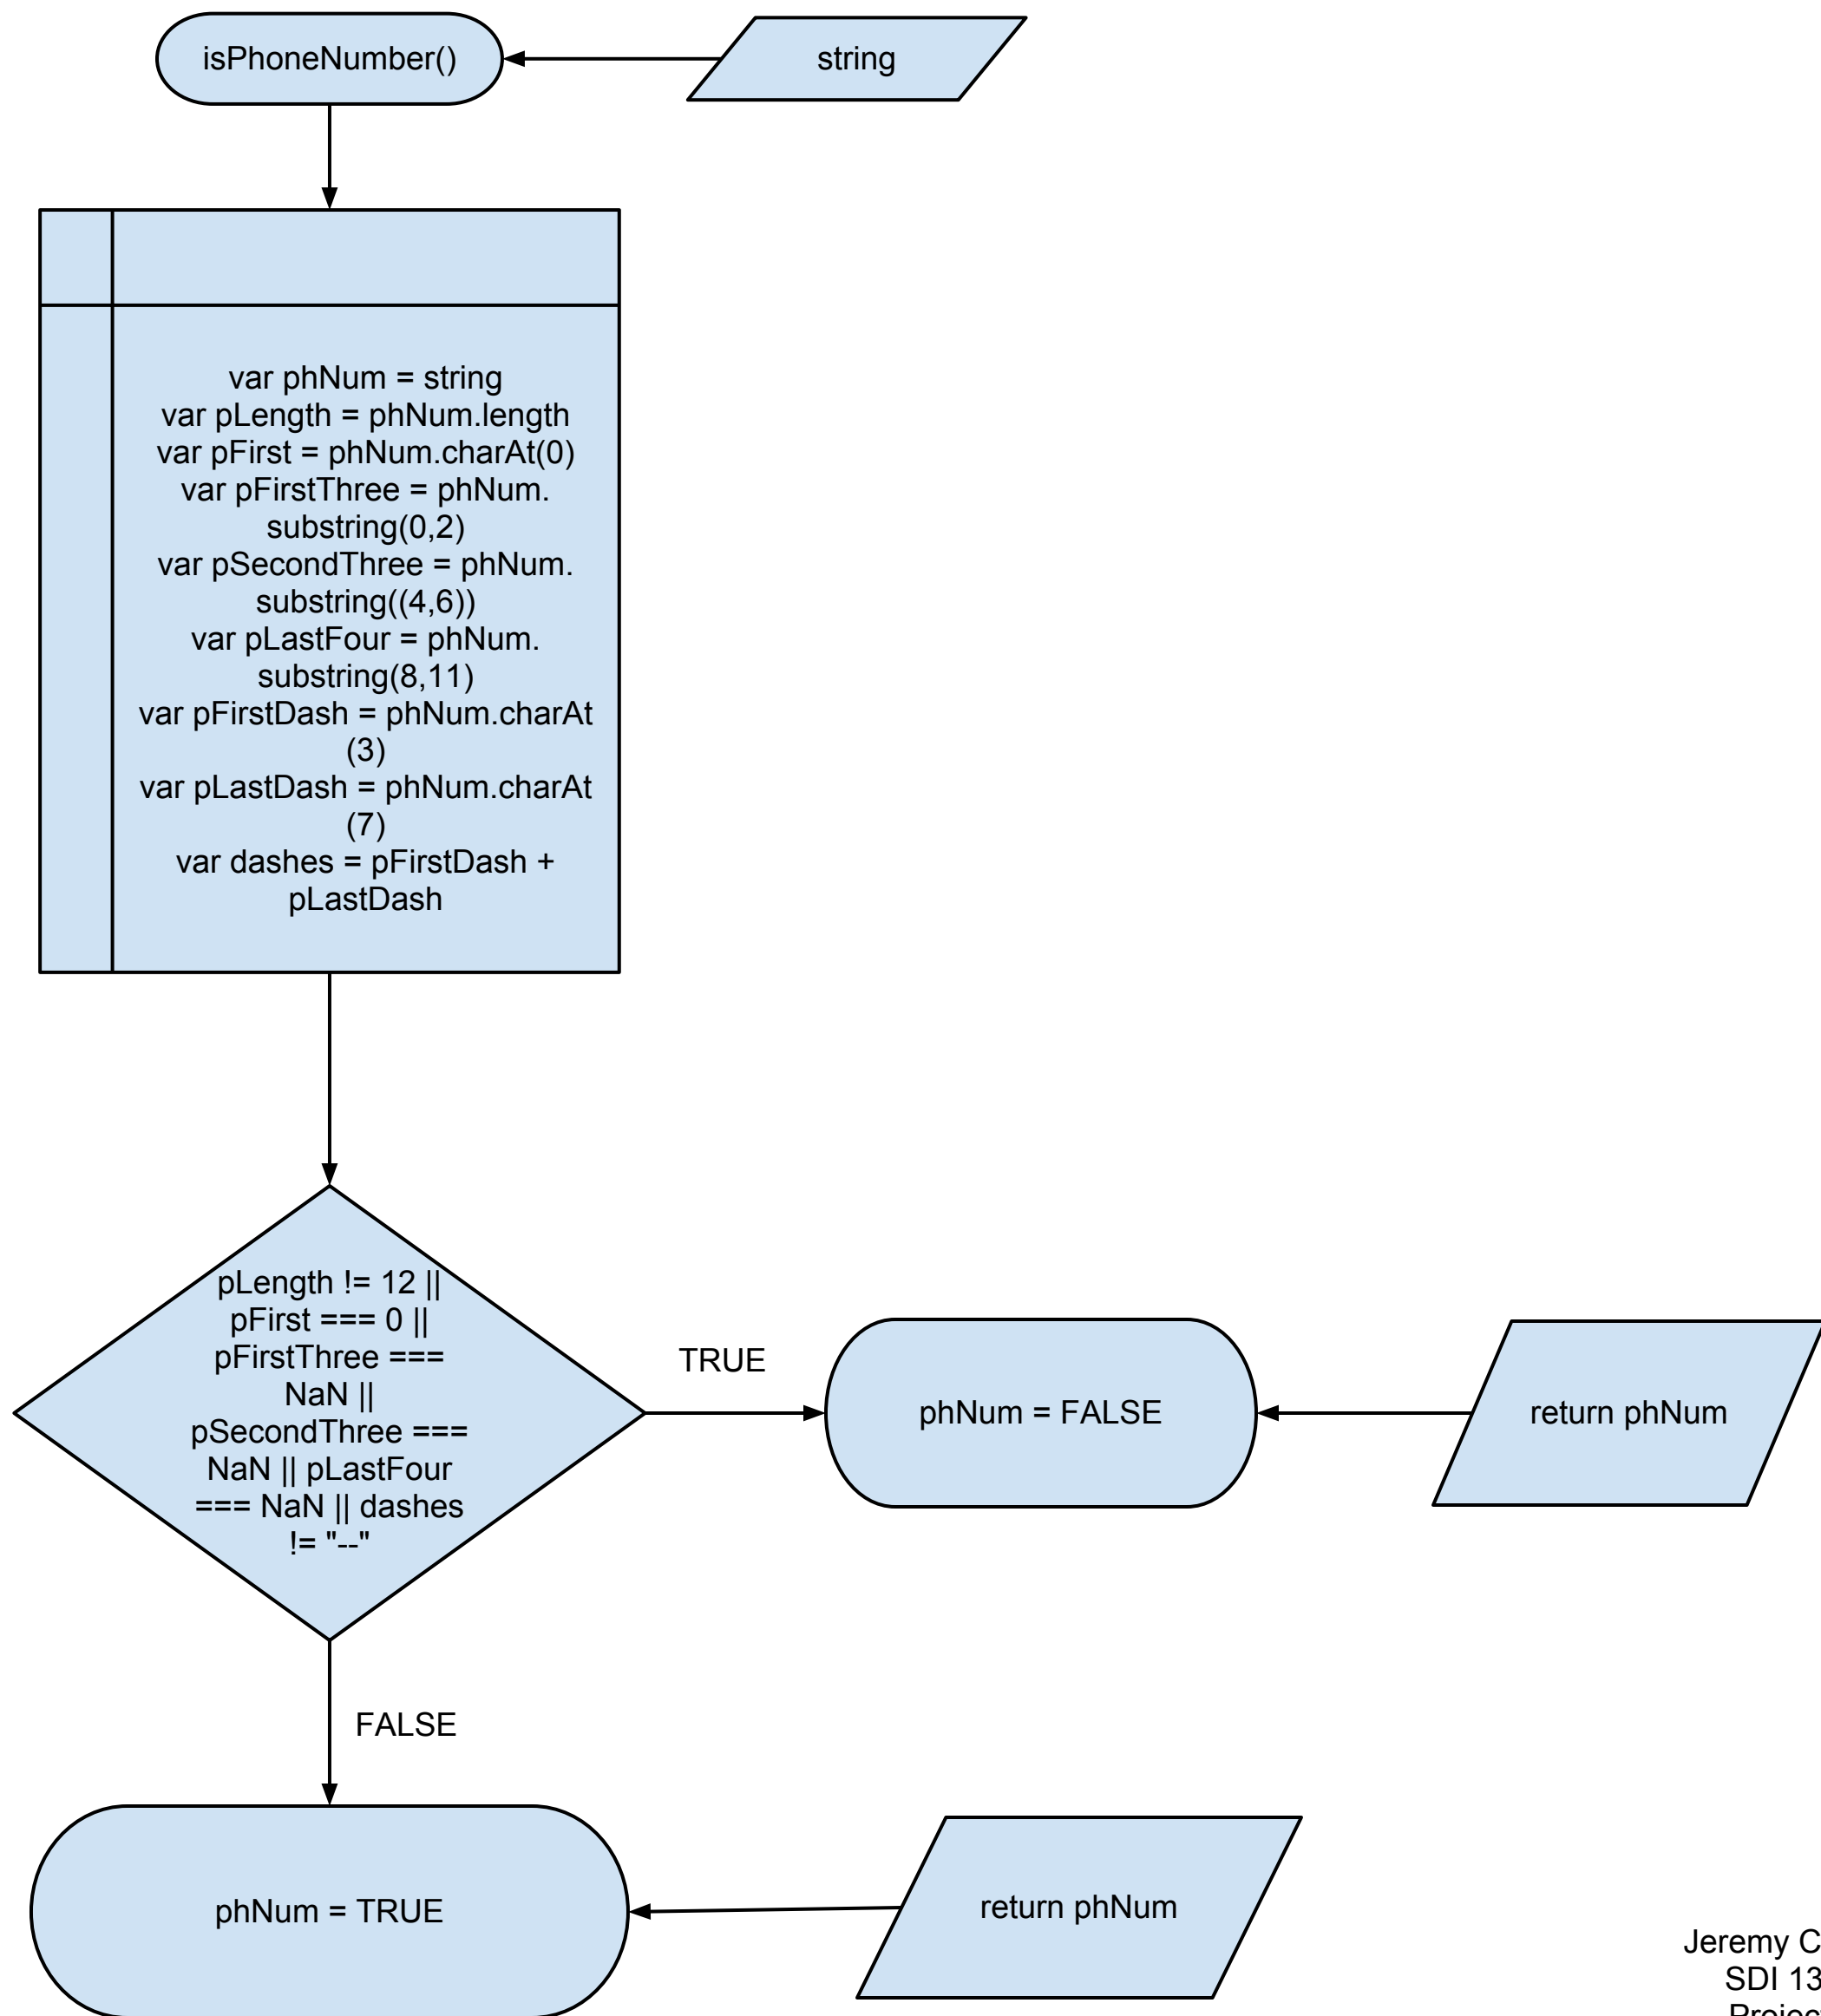 isPhoneNumber()
string
var phNum = string
var pLength = phNum.length
var pFirst = phNum.charAt(0)
var pFirstThree = phNum.
substring(0,2)
var pSecondThree = phNum.
substring((4,6))
var pLastFour = phNum.
substring(8,11)
var pFirstDash = phNum.charAt
(3)
var pLastDash = phNum.charAt
(7)
var dashes = pFirstDash +
pLastDash
pLength != 12 ||
pFirst === 0 ||
pFirstThree ===
NaN ||
pSecondThree ===
NaN || pLastFour
=== NaN || dashes
!= "--"
TRUE
phNum = FALSE
return phNum
FALSE
phNum = TRUE
return phNum
Jeremy C
SDI 13
Project